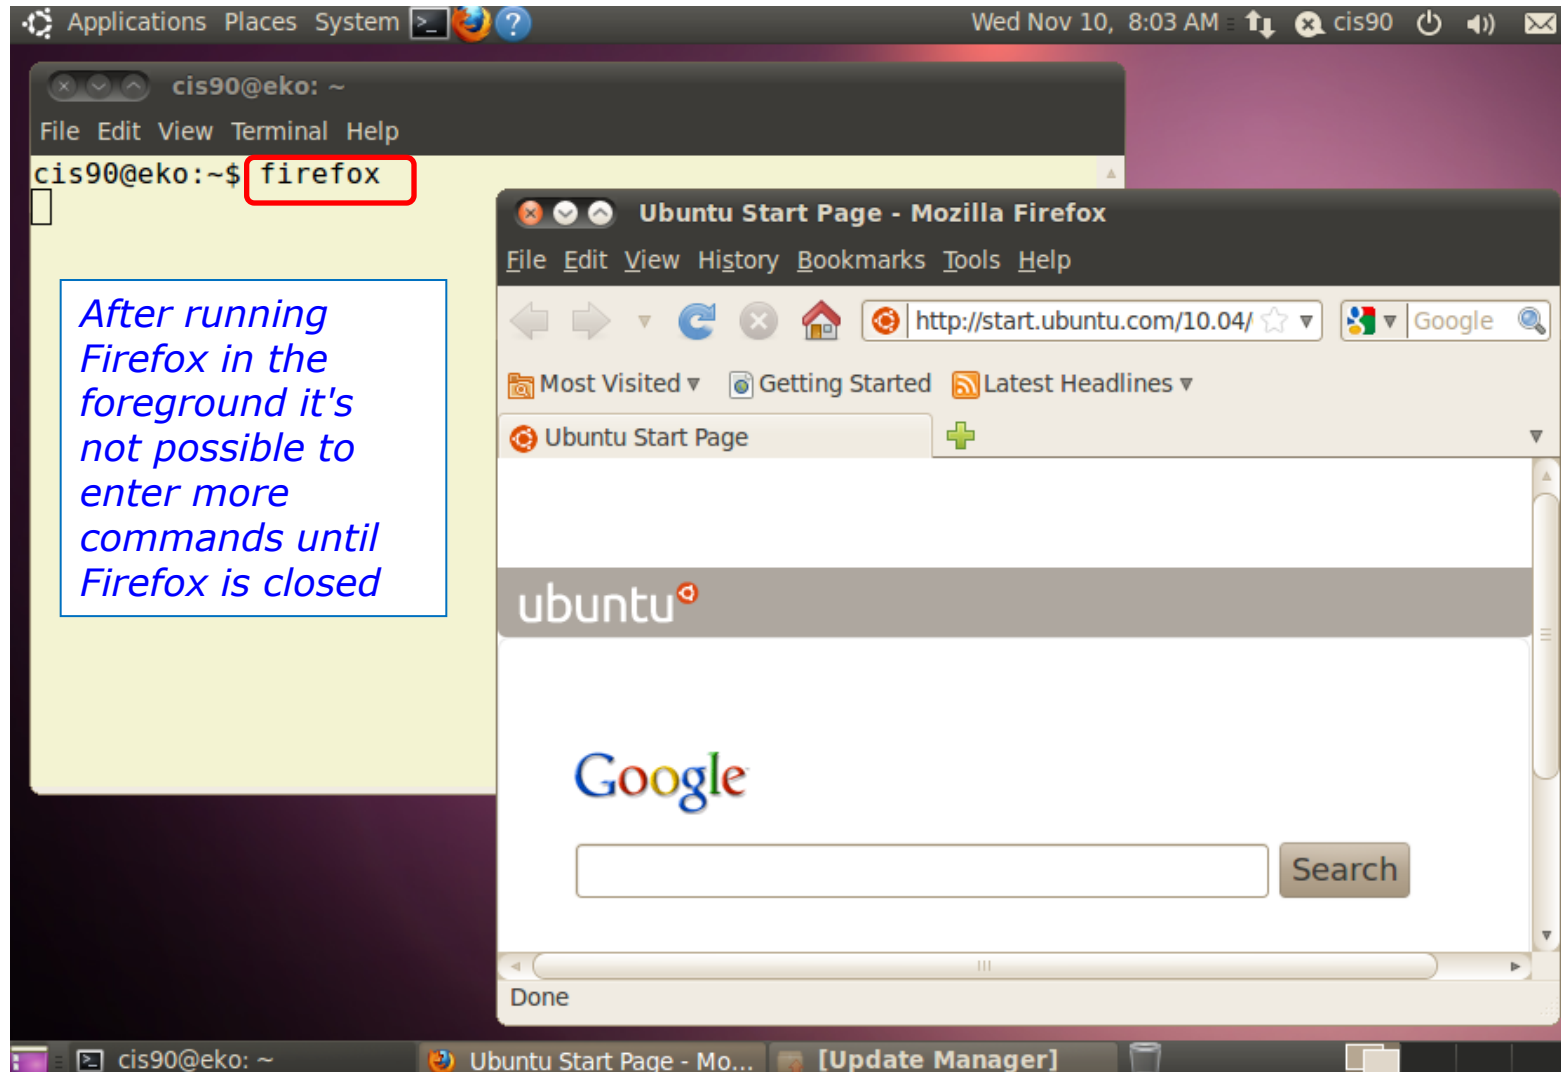 Applications Places System Wed Nov 10, 8:03 AM cis90
cis90@eko: ~
File Edit View Terminal Help
cis90@eko:~$ firefox
After running
Firefox in the
foreground it's
not possible to
enter more
commands until
Firefox is closed
Ubuntu Start Page - Mozilla Firefox
File Edit View History Bookmarks Tools Help
http://start.ubuntu.com/10.04/ Google
Most Visited Getting Started Latest Headlines
Ubuntu Start Page
ubuntu
Google
Search
Done
cis90@eko: ~ Ubuntu Start Page - Mo... [Update Manager]